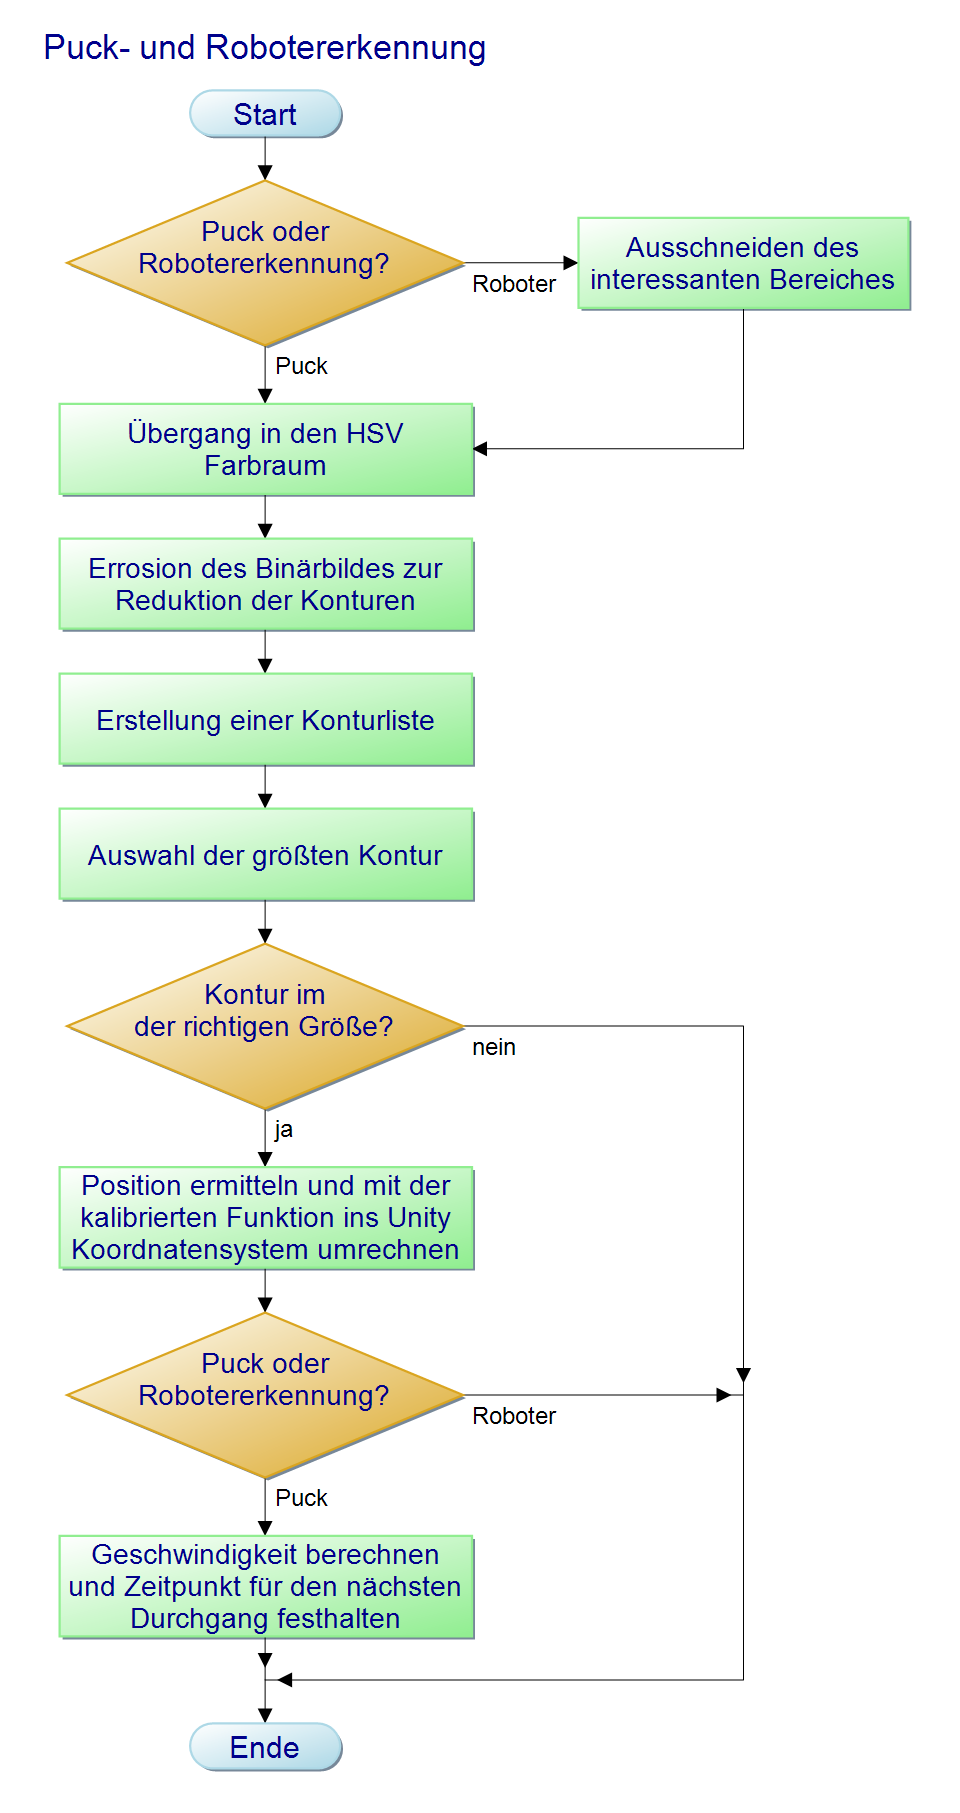 Puck- und Robotererkennung
Start
Puck oder
Robotererkennung?
Roboter
Ausschneiden des
interessanten Bereiches
Puck
Übergang in den HSV
Farbraum
Errosion des Binärbildes zur
Reduktion der Konturen
Erstellung einer Konturliste
Auswahl der größten Kontur
Kontur im
der richtigen Größe?
nein
ja
Position ermitteln und mit der
kalibrierten Funktion ins Unity
Koordnatensystem umrechnen
Puck oder
Robotererkennung?
Roboter
Puck
Geschwindigkeit berechnen
und Zeitpunkt für den nächsten
Durchgang festhalten
Ende